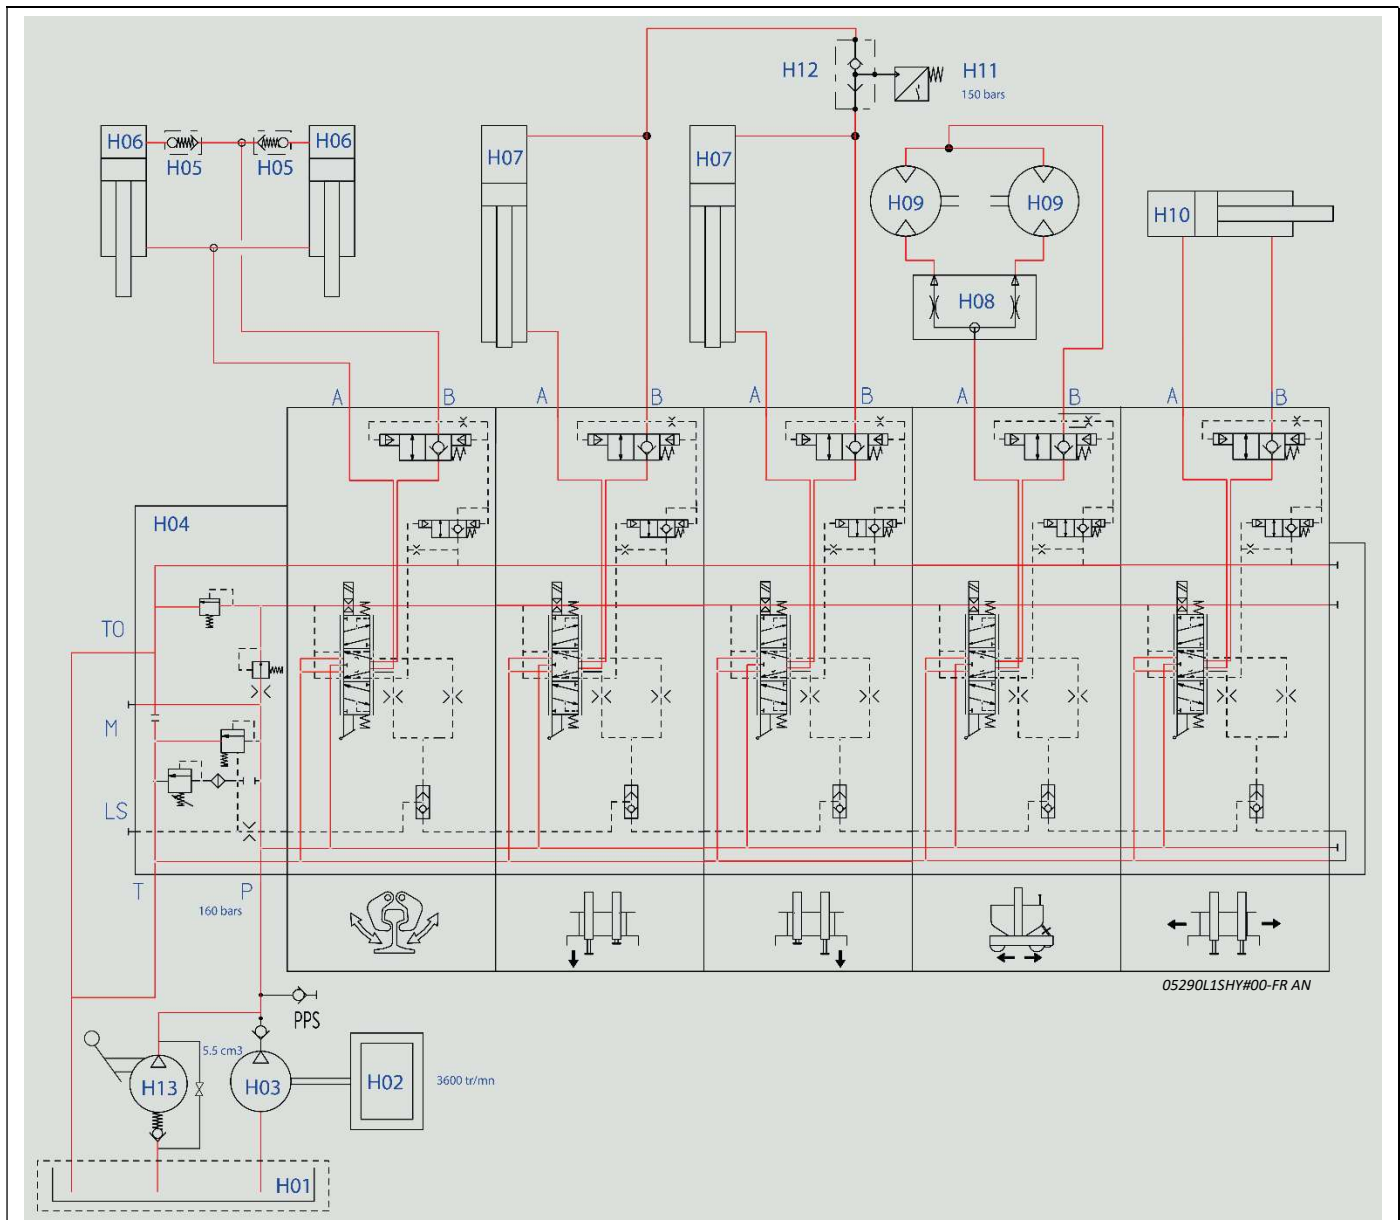 H12
H11
150 bars
H06
H06
H05
H05
H07
H07
H09
H09
H10
H08
A
B
A
B
A
B
A
B
A
B
H04
TO
M
LS
T
P
160 bars
05290L1SHY#00-FR AN
PPS
5.5 cm3
H13
H03
H02
3600 tr/mn
H01